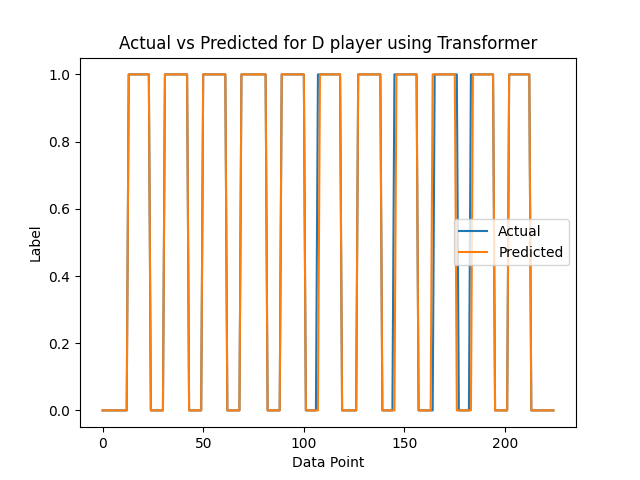 Actual vs Predicted for D player using Transformer
1.0
0.8
0.6
0.4
0.2
0.0
Label
Actual
Predicted
0 50 100 150 200
Data Point